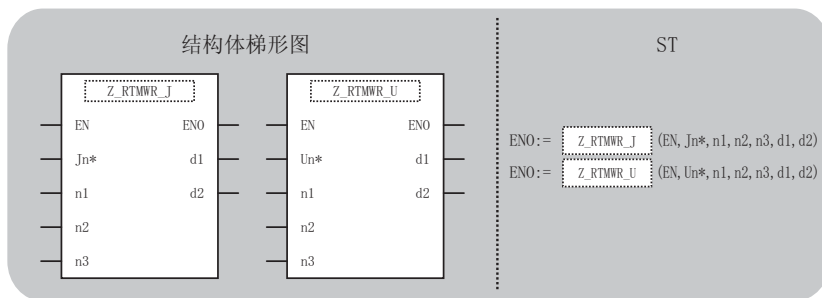 结构体梯形图
Z_RTMWR_J
EN ENO
Jn* d1
n1 d2
n2
n3
Z_RTMWR_U
EN ENO
Un* d1
n1 d2
n2
n3
ST
ENO:= Z_RTMWR_J (EN, Jn*, n1, n2, n3, d1, d2)
ENO:= Z_RTMWR_U (EN, Un*, n1, n2, n3, d1, d2)